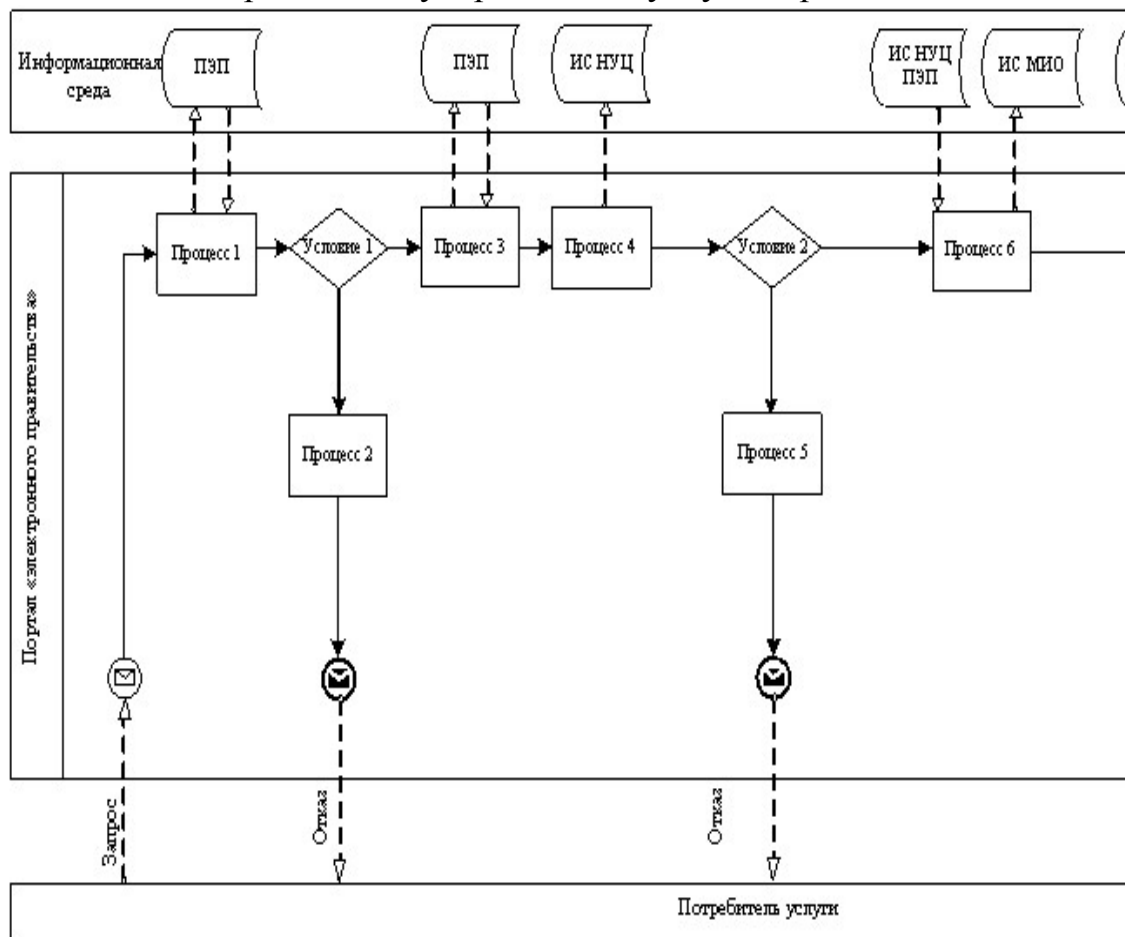 Информационная
среда
ПЭП
ПЭП
ИС НУЦ
ИС НУЦ
ПЭП
ИС МИО
Портал «электронного правительства»
Процесс 1
Условие 1
Процесс 3
Процесс 4
Условие 2
Процесс 6
Процесс 2
Процесс 5
Запрос
Отказ
Отказ
Потребитель услуги